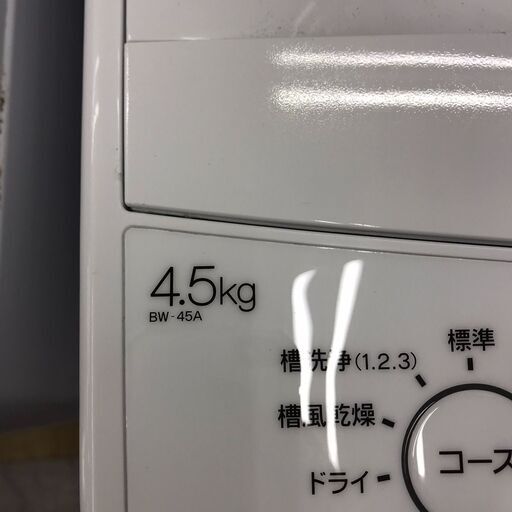 4.5kg
BW-45A
標準
槽洗浄(1.2.3)
槽風乾燥
ドライ
コース